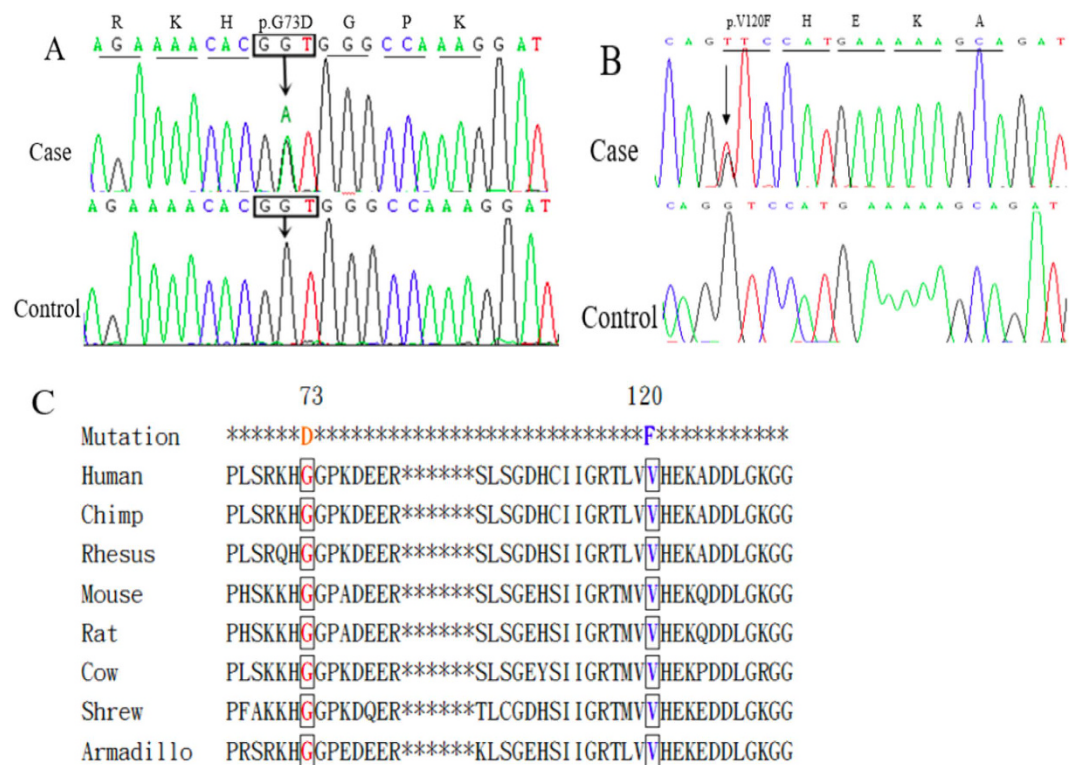 A
R K H p.G73D G G P K
A G A A A A C A C G G T G G G C C A A A G G A T
A
Case
A G A A A A C A C G G T G G G C C A A A G G A T
Control
B
p.V120F H E K A
C A G T T C C A T G A A A A A G C A G A T
Case
C A G G T C C A T G A A A A A G C A G A T
Control
C
73 120
Mutation ******D***************************F***********
Human PLSRKHGGPKDEER******SLSGDHCIIGRTLVVHEKADDLGKGG
Chimp PLSRKHGGPKDEER******SLSGDHCIIGRTLVVHEKADDLGKGG
Rhesus PLSRQHGGPKDEER******SLSGDHSIIGRTLVVHEKADDLGKGG
Mouse PHSKKHGGPADEER******SLSGEHSIIGRTMVVHEKQDDLGKGG
Rat PHSKKHGGPADEER******SLSGEHSIIGRTMVVHEKQDDLGKGG
Cow PLSKKHGGPKDEER******SLSGEYSIIGRTMVVHEKPDDLGRGG
Shrew PFAKKHGGPKDQER******TLCGDHSIIGRTMVVHEKEDDLGKGG
Armadillo PRSRKHGGPEDEER******KLSGEHSIIGRTLVVHEKEDDLGKGG